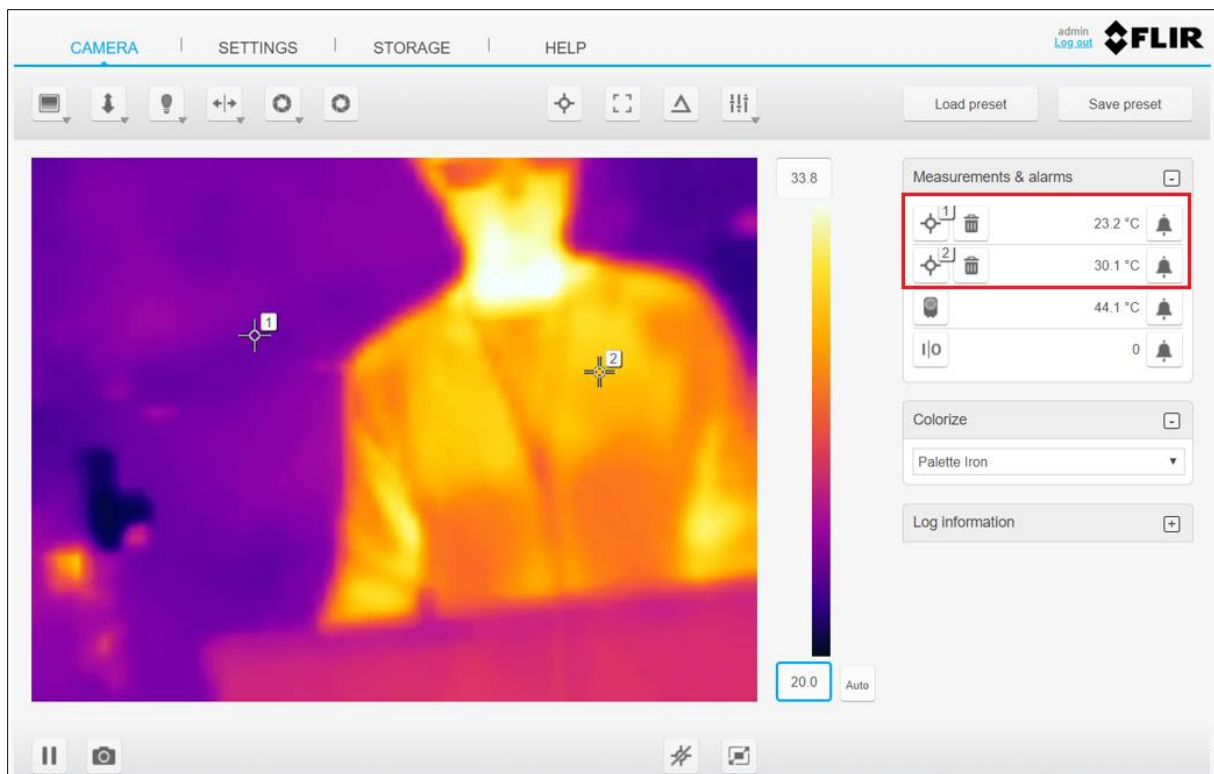 CAMERA | SETTINGS | STORAGE | HELP
admin
Log out
FLIR
Load preset
Save preset
33.8
20.0
Auto
1
2
Measurements & alarms -
1 23.2 °C
2 30.1 °C
44.1 °C
I|O 0
Colorize -
Palette Iron
Log information +